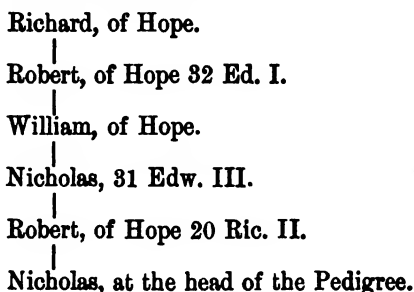 Richard, of Hope.
Robert, of Hope 32 Ed. I.
William, of Hope.
Nicholas, 31 Edw. III.
Robert, of Hope 20 Ric. II.
Nicholas, at the head of the Pedigree.